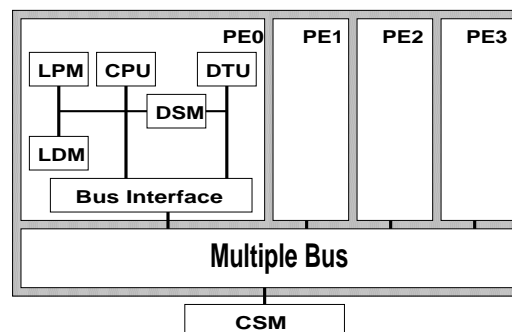 PE0 PE1 PE2 PE3
LPM CPU DTU
DSM
LDM
Bus Interface
Multiple Bus
CSM